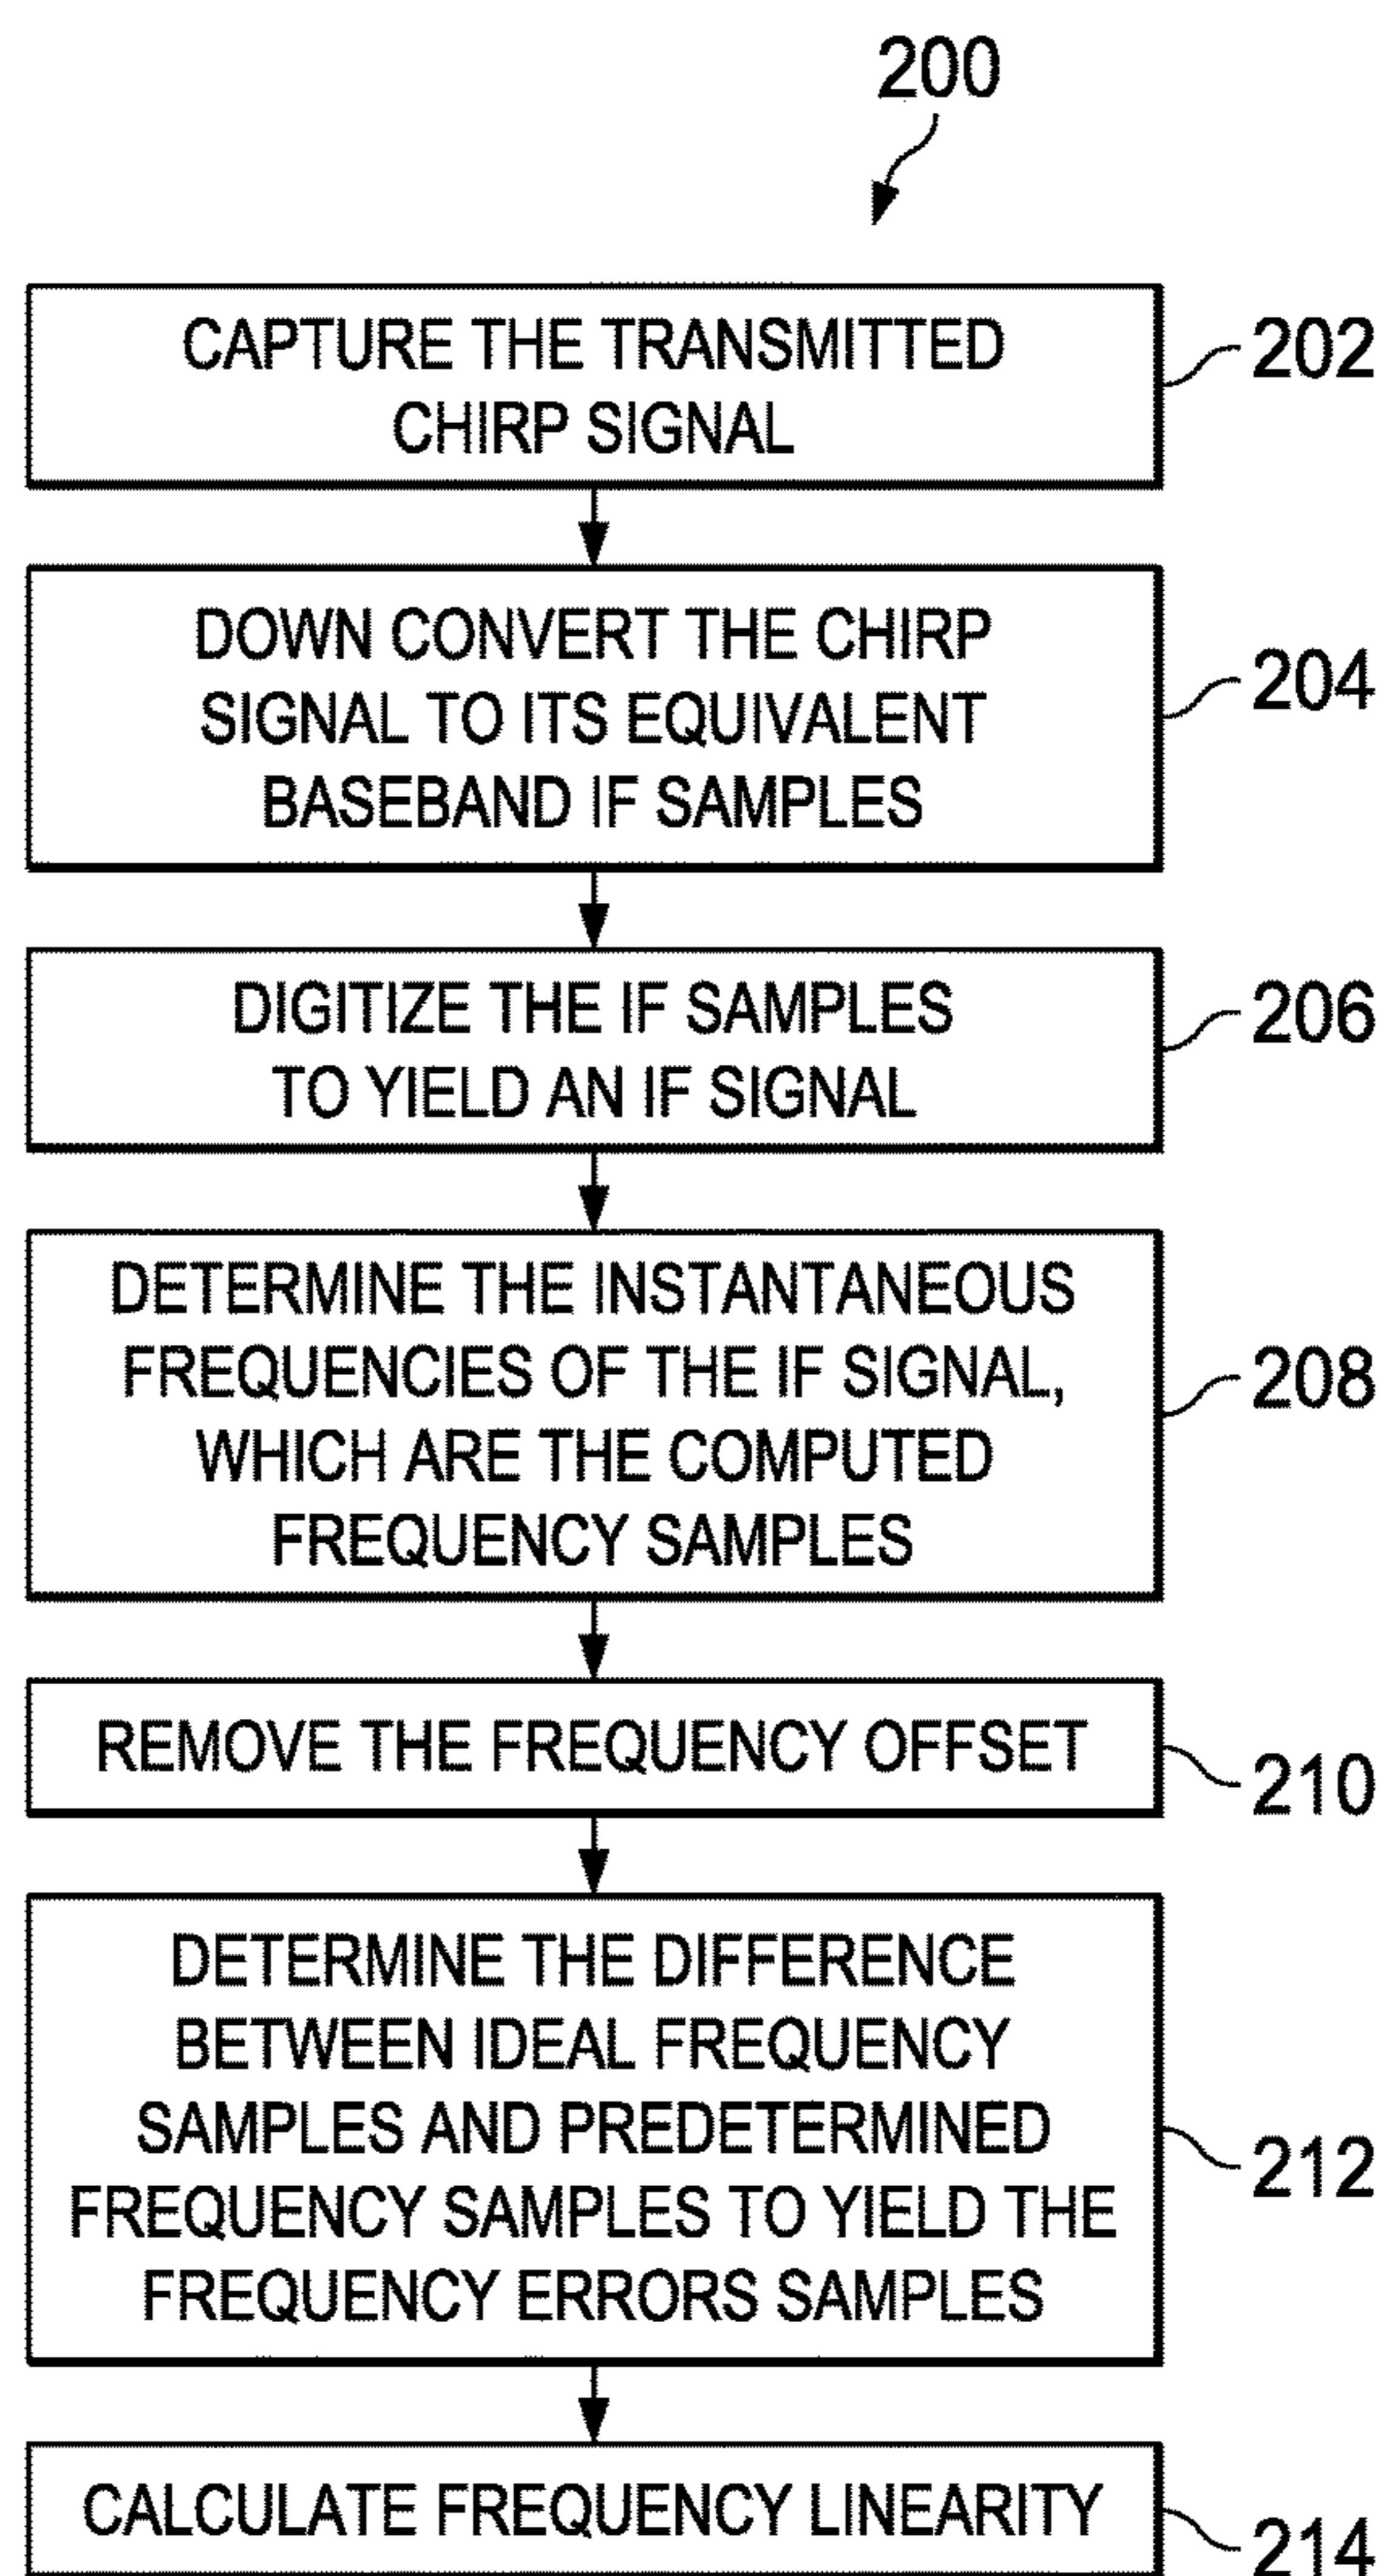 200
CAPTURE THE TRANSMITTED
CHIRP SIGNAL
202
DOWN CONVERT THE CHIRP
SIGNAL TO ITS EQUIVALENT
BASEBAND IF SAMPLES
204
DIGITIZE THE IF SAMPLES
TO YIELD AN IF SIGNAL
206
DETERMINE THE INSTANTANEOUS
FREQUENCIES OF THE IF SIGNAL,
WHICH ARE THE COMPUTED
FREQUENCY SAMPLES
208
REMOVE THE FREQUENCY OFFSET
210
DETERMINE THE DIFFERENCE
BETWEEN IDEAL FREQUENCY
SAMPLES AND PREDETERMINED
FREQUENCY SAMPLES TO YIELD THE
FREQUENCY ERRORS SAMPLES
212
CALCULATE FREQUENCY LINEARITY
214